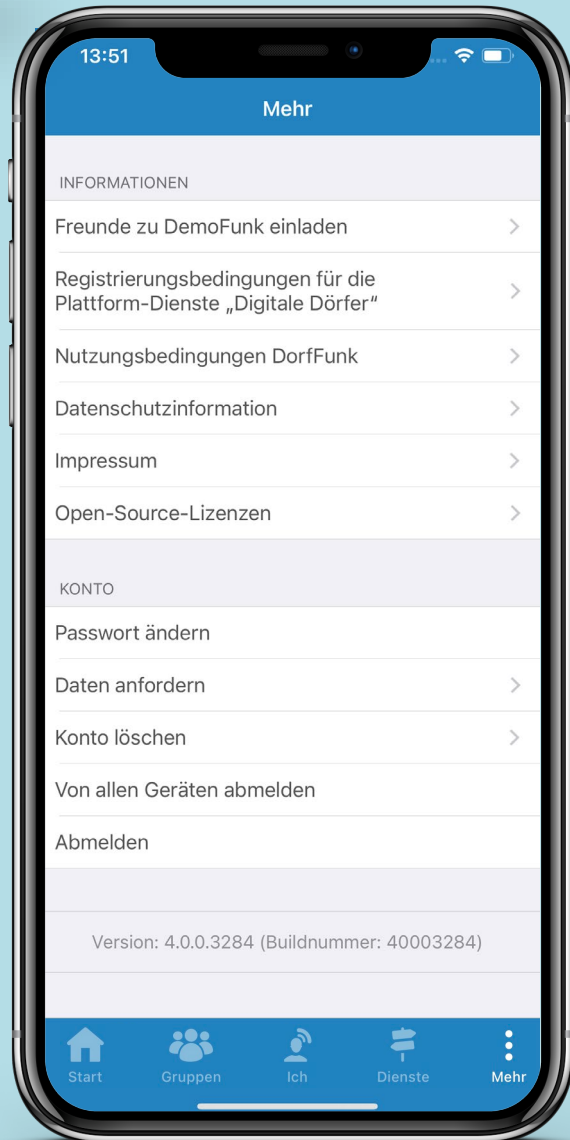 13:51
Mehr
INFORMATIONEN
Freunde zu DemoFunk einladen
Registrierungsbedingungen für die
Plattform-Dienste „Digitale Dörfer“
Nutzungsbedingungen DorfFunk
Datenschutzinformation
Impressum
Open-Source-Lizenzen
KONTO
Passwort ändern
Daten anfordern
Konto löschen
Von allen Geräten abmelden
Abmelden
Version: 4.0.0.3284 (Buildnummer: 40003284)
Start Gruppen Ich Dienste Mehr